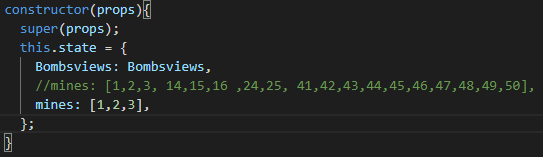 constructor(props){
super(props);
this.state = {
Bombsviews: Bombsviews,
//mines: [1,2,3, 14,15,16 ,24,25, 41,42,43,44,45,46,47,48,49,50],
mines: [1,2,3],
};
}